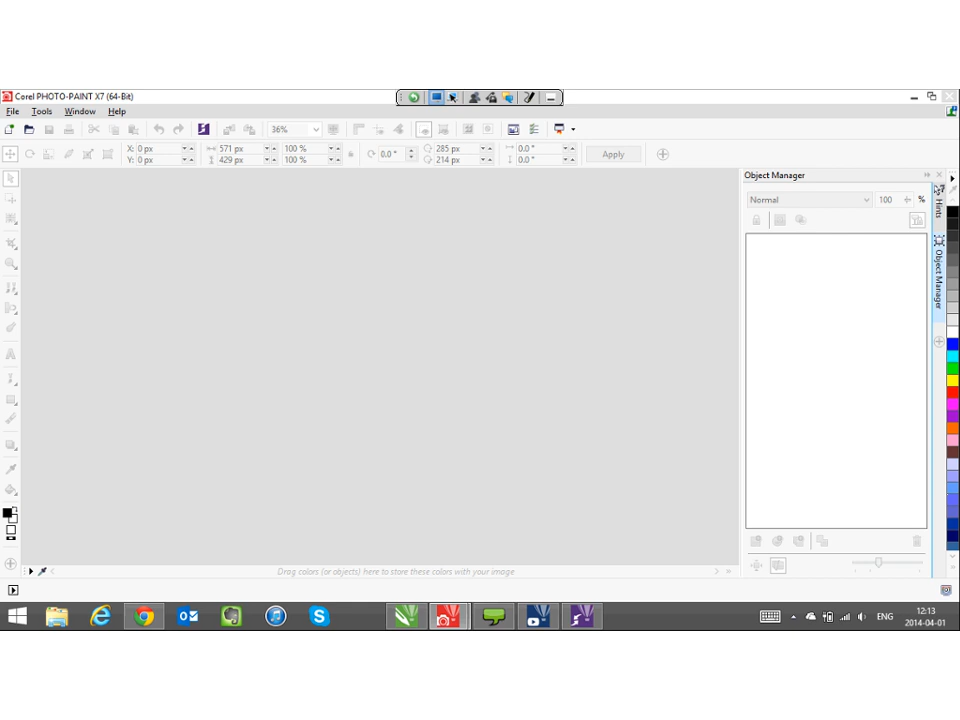 Corel PHOTO-PAINT X7 (64-Bit)
File Tools Window Help
36%
X: 0 px 571 px 100 % 0.0 ° 285 px 0.0 °
Y: 0 px 429 px 100 % 214 px 0.0 °
Apply
Object Manager
Normal 100 %
Hints
Object Manager
Drag colors (or objects) here to store these colors with your image
ENG
12:13
2014-04-01